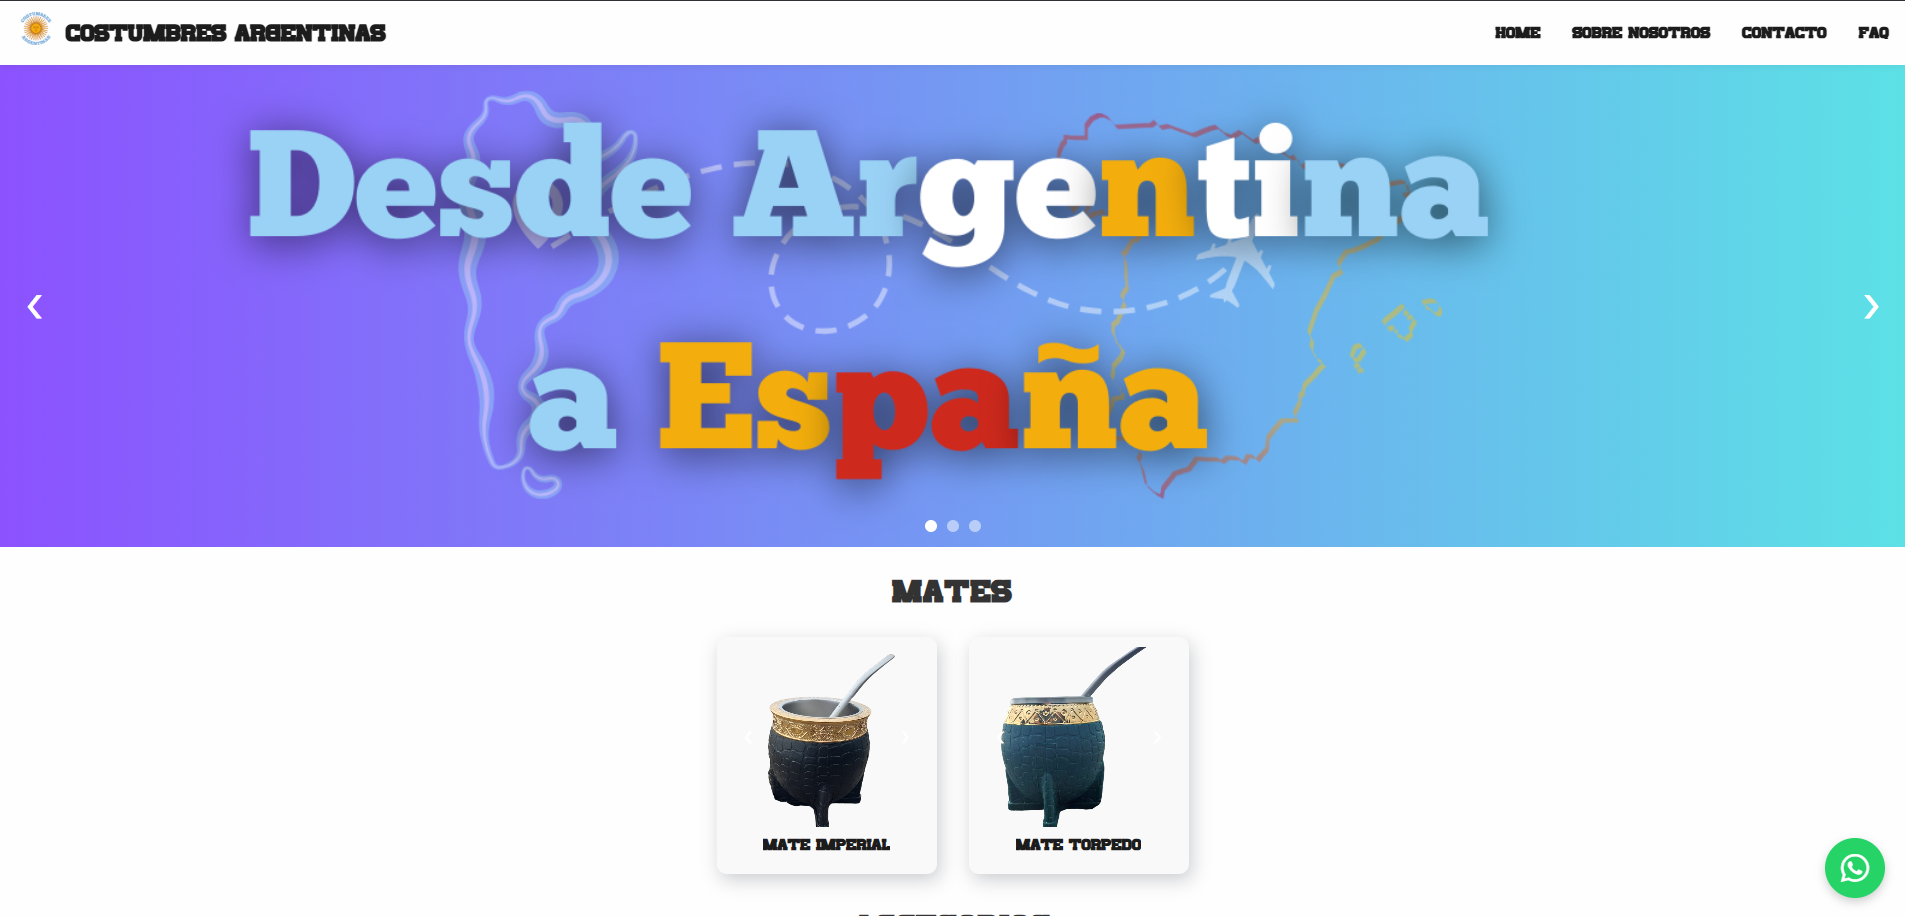 COSTUMBRES ARGENTINAS
HOME SOBRE NOSOTROS CONTACTO FAQ
Desde Argentina
a España
MATES
MATE IMPERIAL
MATE TORPEDO